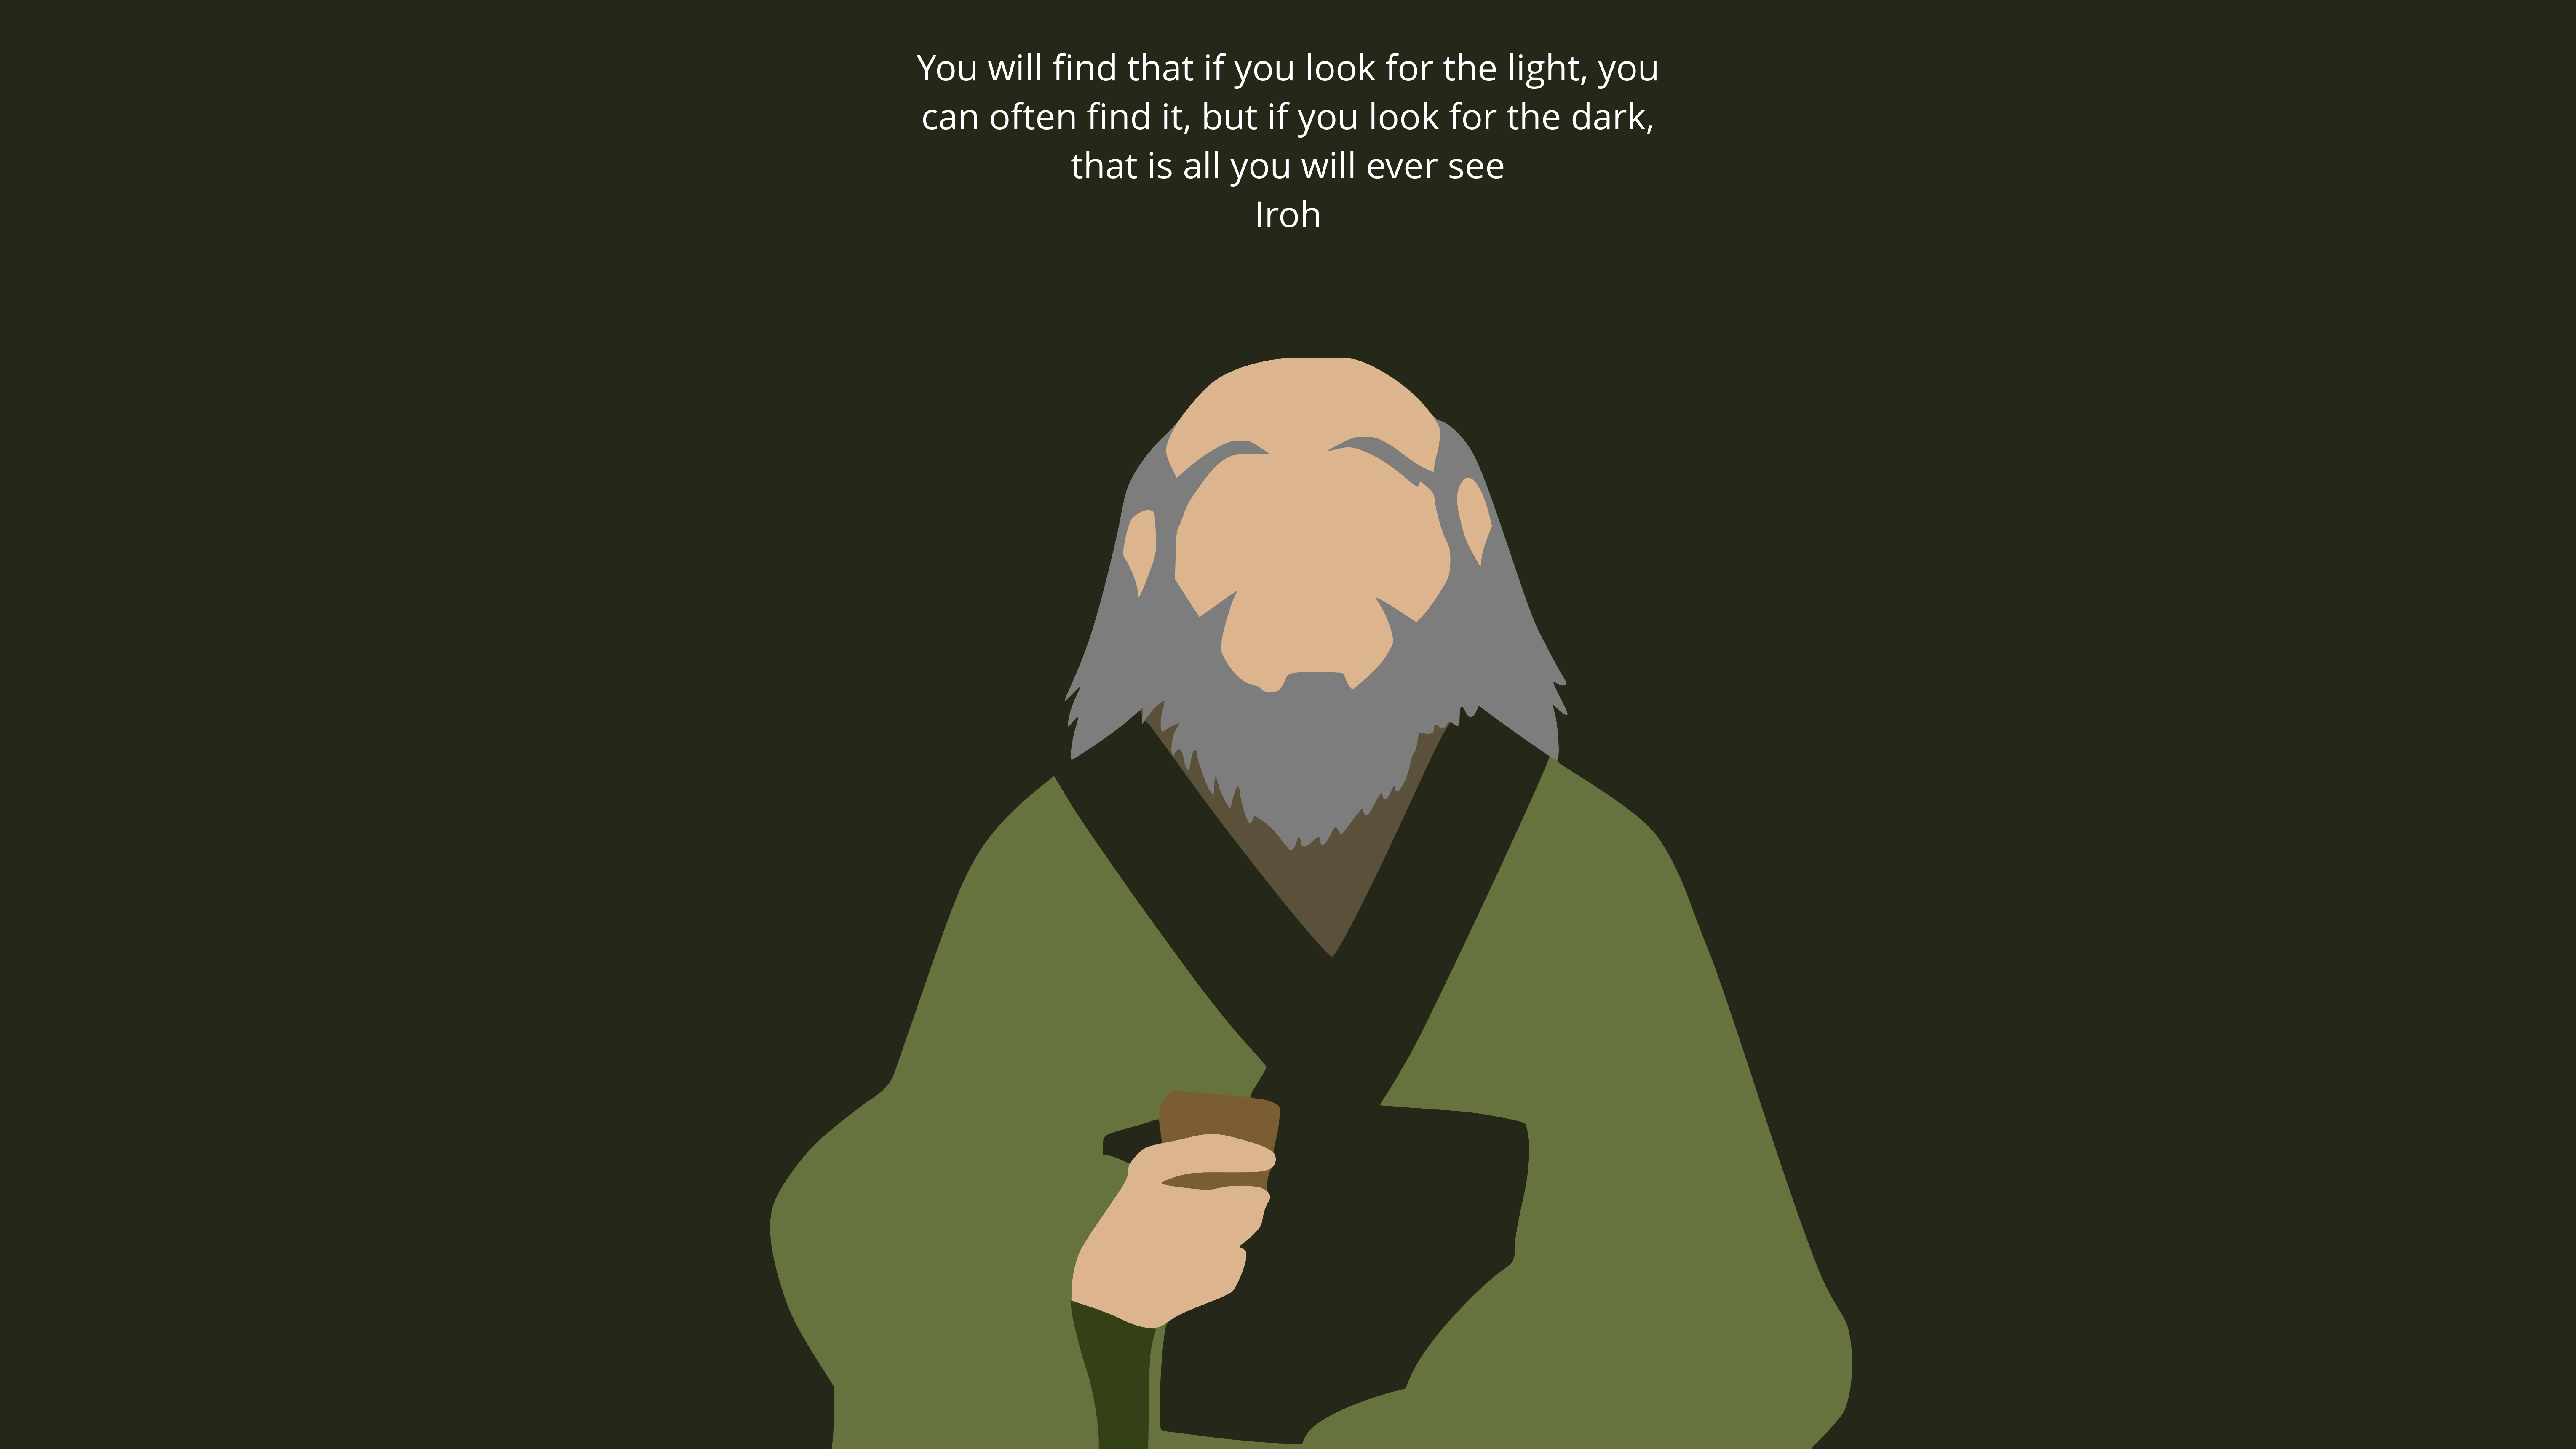 You will find that if you look for the light, you
can often find it, but if you look for the dark,
that is all you will ever see
Iroh